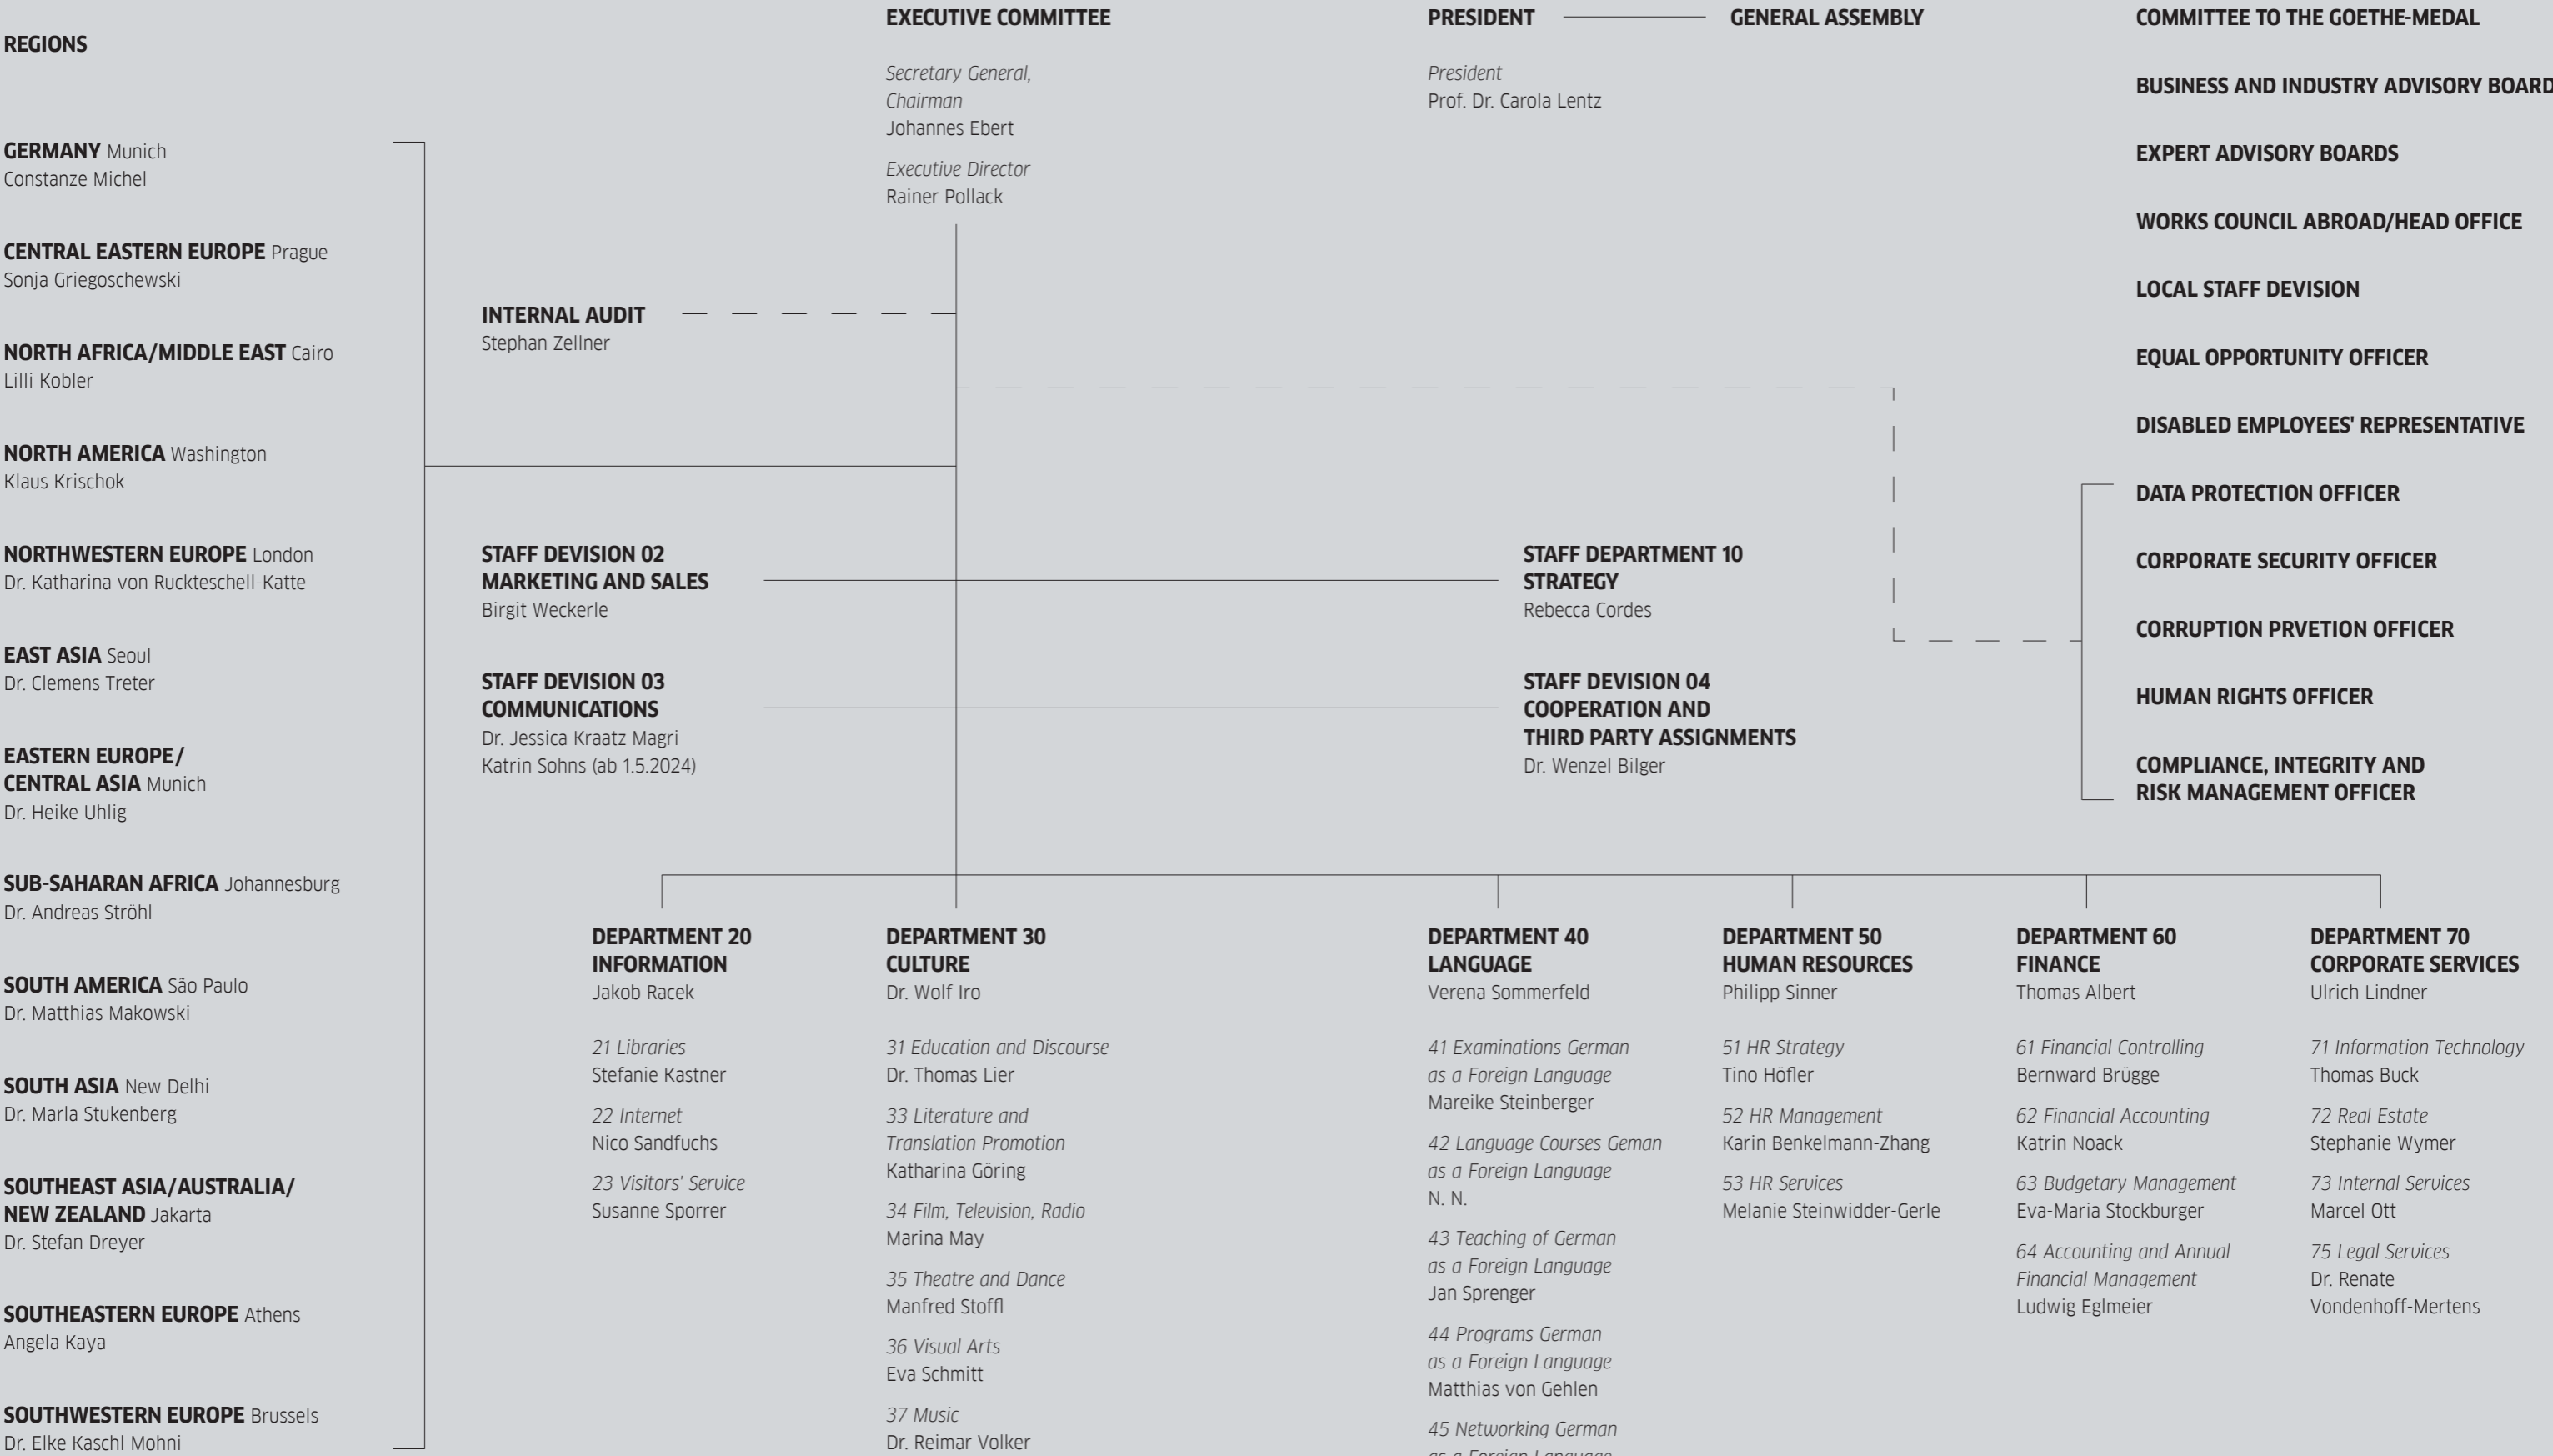 REGIONS
GERMANY Munich
Constanze Michel
CENTRAL EASTERN EUROPE Prague
Sonja Griegoschewski
NORTH AFRICA/MIDDLE EAST Cairo
Lilli Kobler
NORTH AMERICA Washington
Klaus Krischok
NORTHWESTERN EUROPE London
Dr. Katharina von Ruckteschell-Katte
EAST ASIA Seoul
Dr. Clemens Treter
EASTERN EUROPE/
CENTRAL ASIA Munich
Dr. Heike Uhlig
SUB-SAHARAN AFRICA Johannesburg
Dr. Andreas Ströhl
SOUTH AMERICA São Paulo
Dr. Matthias Makowski
SOUTH ASIA New Delhi
Dr. Marla Stukenberg
SOUTHEAST ASIA/AUSTRALIA/
NEW ZEALAND Jakarta
Dr. Stefan Dreyer
SOUTHEASTERN EUROPE Athens
Angela Kaya
SOUTHWESTERN EUROPE Brussels
Dr. Elke Kaschl Mohni
EXECUTIVE COMMITTEE
Secretary General,
Chairman
Johannes Ebert
Executive Director
Rainer Pollack
PRESIDENT
GENERAL ASSEMBLY
President
Prof. Dr. Carola Lentz
INTERNAL AUDIT
Stephan Zellner
STAFF DEVISION 02
MARKETING AND SALES
Birgit Weckerle
STAFF DEVISION 03
COMMUNICATIONS
Dr. Jessica Kraatz Magri
Katrin Sohns (ab 1.5.2024)
STAFF DEPARTMENT 10
STRATEGY
Rebecca Cordes
STAFF DEVISION 04
COOPERATION AND
THIRD PARTY ASSIGNMENTS
Dr. Wenzel Bilger
COMMITTEE TO THE GOETHE-MEDAL
BUSINESS AND INDUSTRY ADVISORY BOARD
EXPERT ADVISORY BOARDS
WORKS COUNCIL ABROAD/HEAD OFFICE
LOCAL STAFF DEVISION
EQUAL OPPORTUNITY OFFICER
DISABLED EMPLOYEES' REPRESENTATIVE
DATA PROTECTION OFFICER
CORPORATE SECURITY OFFICER
CORRUPTION PRVETION OFFICER
HUMAN RIGHTS OFFICER
COMPLIANCE, INTEGRITY AND
RISK MANAGEMENT OFFICER
DEPARTMENT 20
INFORMATION
Jakob Racek
21 Libraries
Stefanie Kastner
22 Internet
Nico Sandfuchs
23 Visitors' Service
Susanne Sporrer
DEPARTMENT 30
CULTURE
Dr. Wolf Iro
31 Education and Discourse
Dr. Thomas Lier
33 Literature and
Translation Promotion
Katharina Göring
34 Film, Television, Radio
Marina May
35 Theatre and Dance
Manfred Stoffl
36 Visual Arts
Eva Schmitt
37 Music
Dr. Reimar Volker
DEPARTMENT 40
LANGUAGE
Verena Sommerfeld
41 Examinations German
as a Foreign Language
Mareike Steinberger
42 Language Courses Geman
as a Foreign Language
N. N.
43 Teaching of German
as a Foreign Language
Jan Sprenger
44 Programs German
as a Foreign Language
Matthias von Gehlen
45 Networking German
as a Foreign Language
DEPARTMENT 50
HUMAN RESOURCES
Philipp Sinner
51 HR Strategy
Tino Höfler
52 HR Management
Karin Benkelmann-Zhang
53 HR Services
Melanie Steinwidder-Gerle
DEPARTMENT 60
FINANCE
Thomas Albert
61 Financial Controlling
Bernward Brügge
62 Financial Accounting
Katrin Noack
63 Budgetary Management
Eva-Maria Stockburger
64 Accounting and Annual
Financial Management
Ludwig Eglmeier
DEPARTMENT 70
CORPORATE SERVICES
Ulrich Lindner
71 Information Technology
Thomas Buck
72 Real Estate
Stephanie Wymer
73 Internal Services
Marcel Ott
75 Legal Services
Dr. Renate
Vondenhoff-Mertens